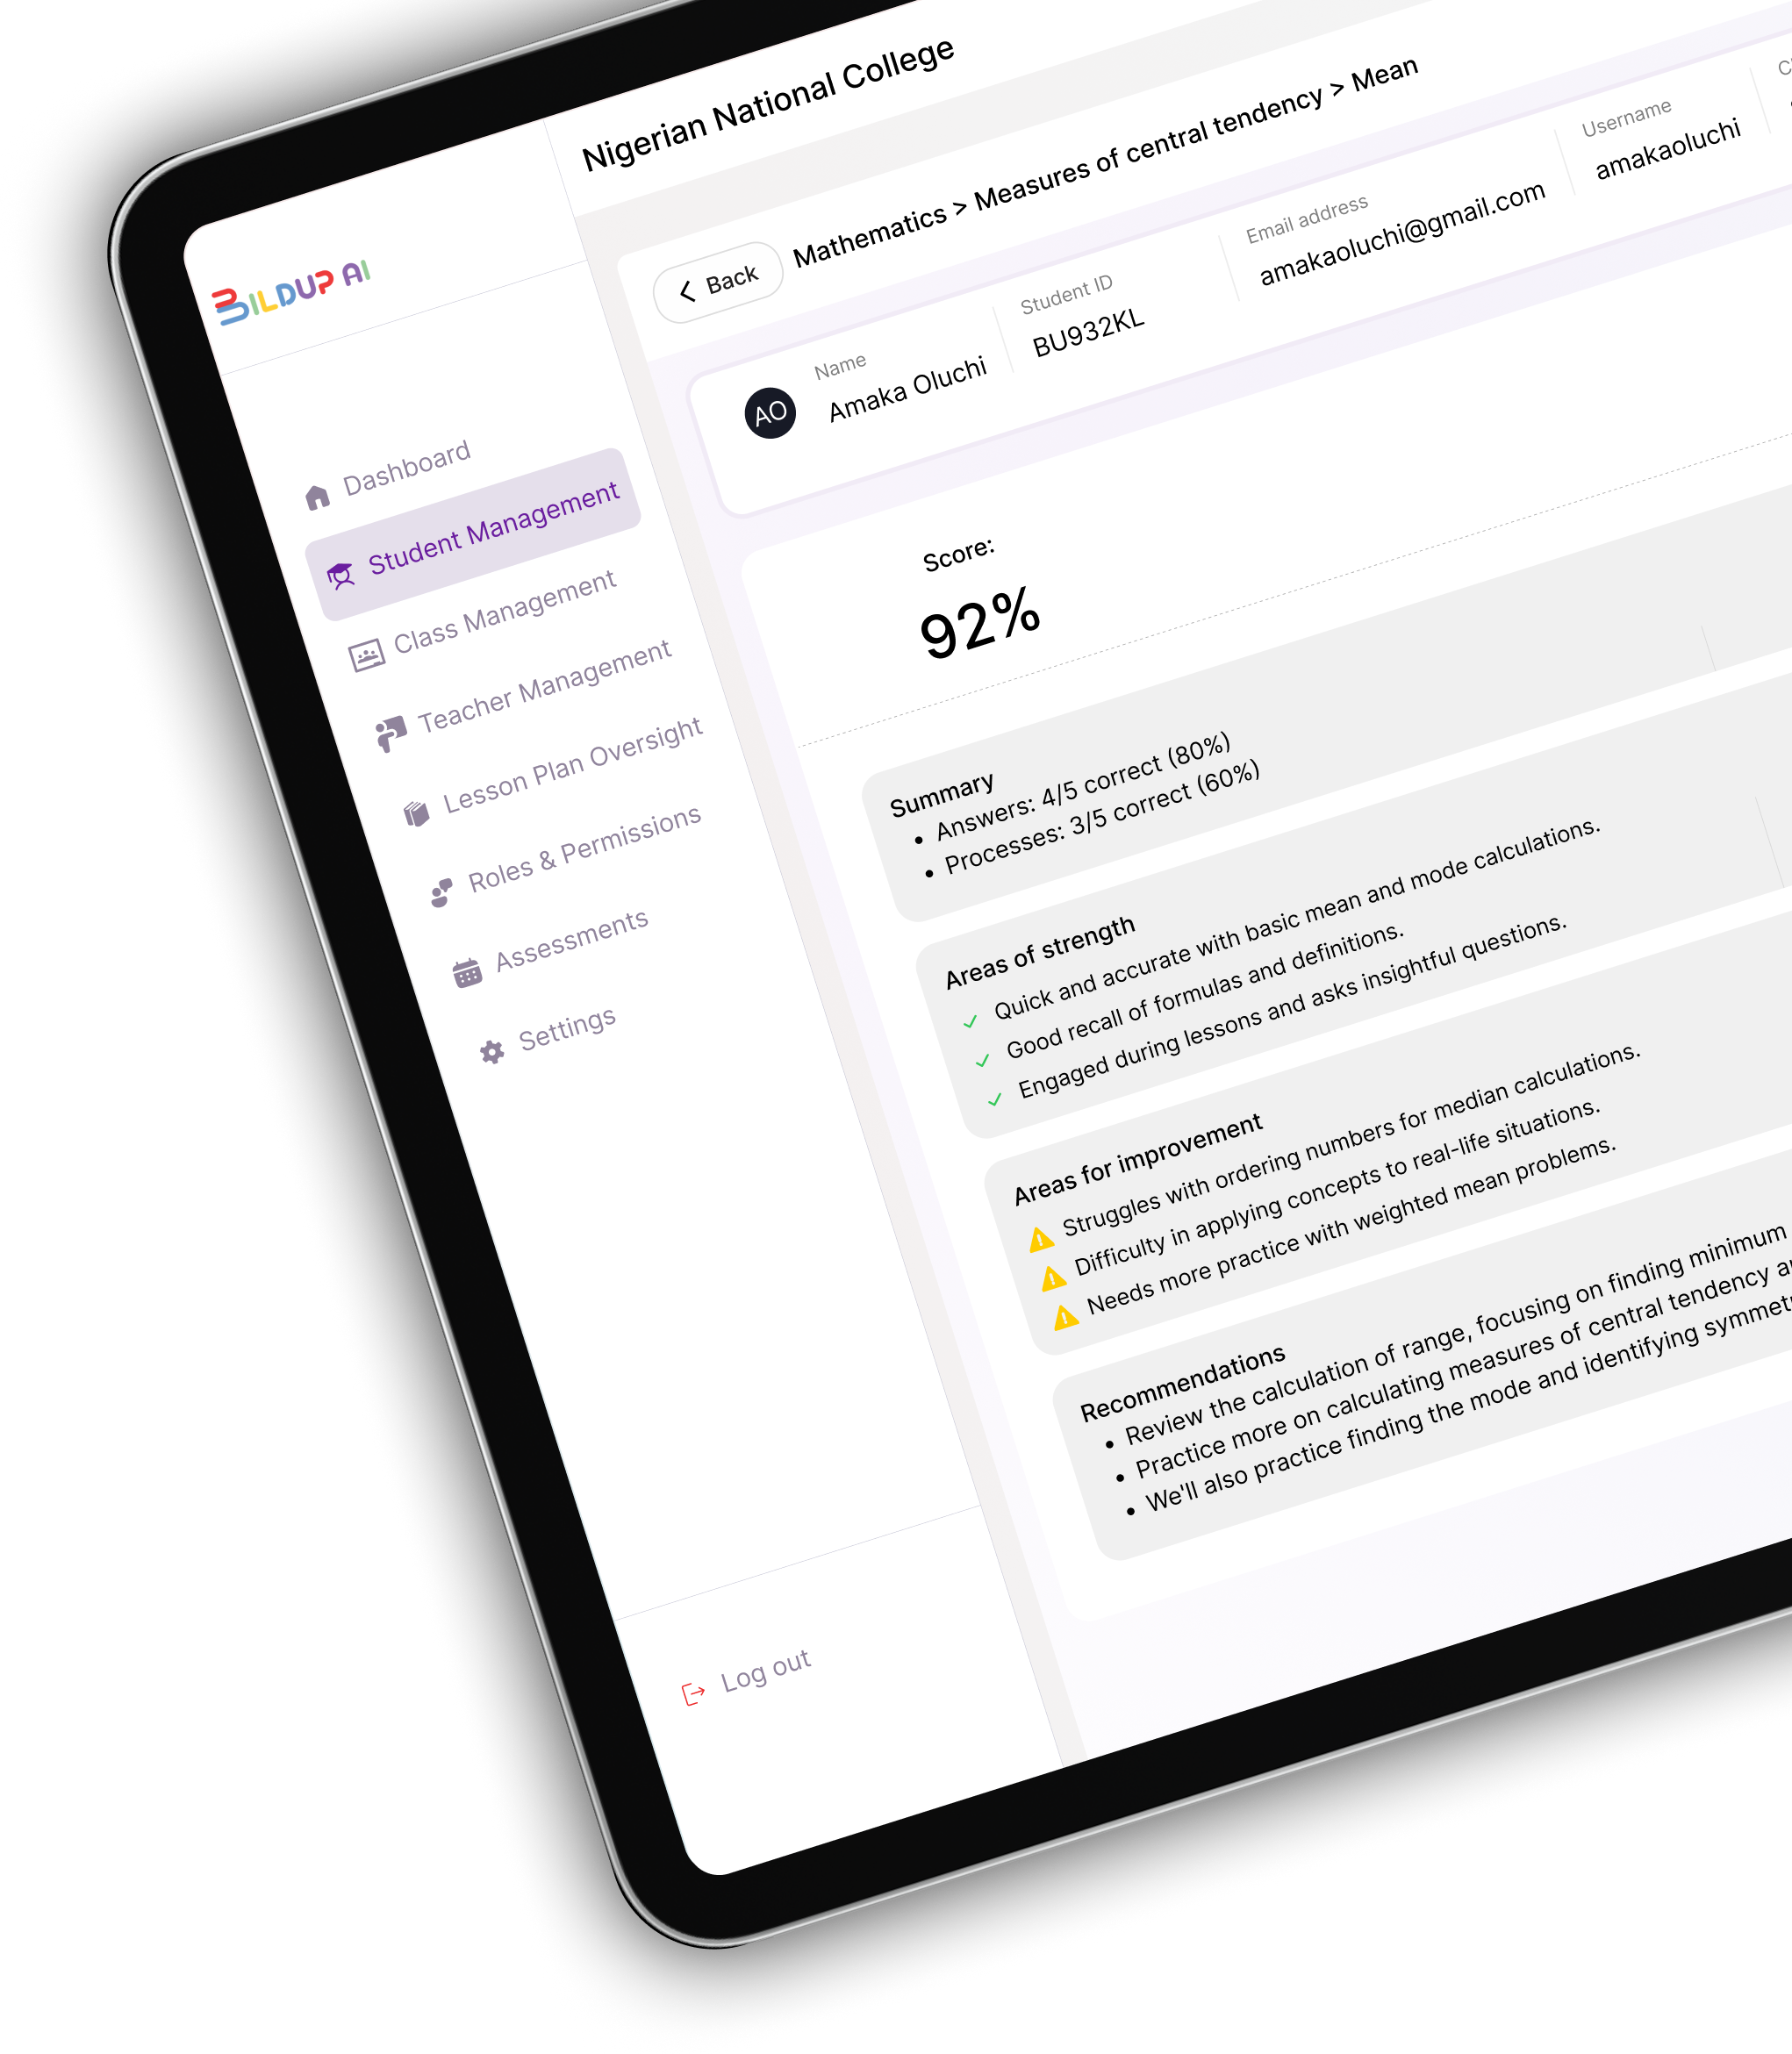 Nigerian National College
BILDUP AI
Back
Mathematics > Measures of central tendency > Mean
AO
Name
Amaka Oluchi
Student ID
BU932KL
Email address
amakaoluchi@gmail.com
Username
amakaoluchi
Dashboard
Student Management
Class Management
Teacher Management
Lesson Plan Oversight
Roles & Permissions
Assessments
Settings
Log out
Score:
92%
Summary
• Answers: 4/5 correct (80%)
• Processes: 3/5 correct (60%)
Areas of strength
Quick and accurate with basic mean and mode calculations.
Good recall of formulas and definitions.
Engaged during lessons and asks insightful questions.
Areas for improvement
Struggles with ordering numbers for median calculations.
Difficulty in applying concepts to real-life situations.
Needs more practice with weighted mean problems.
Recommendations
• Review the calculation of range, focusing on finding minimum
• Practice more on calculating measures of central tendency
• We'll also practice finding the mode and identifying